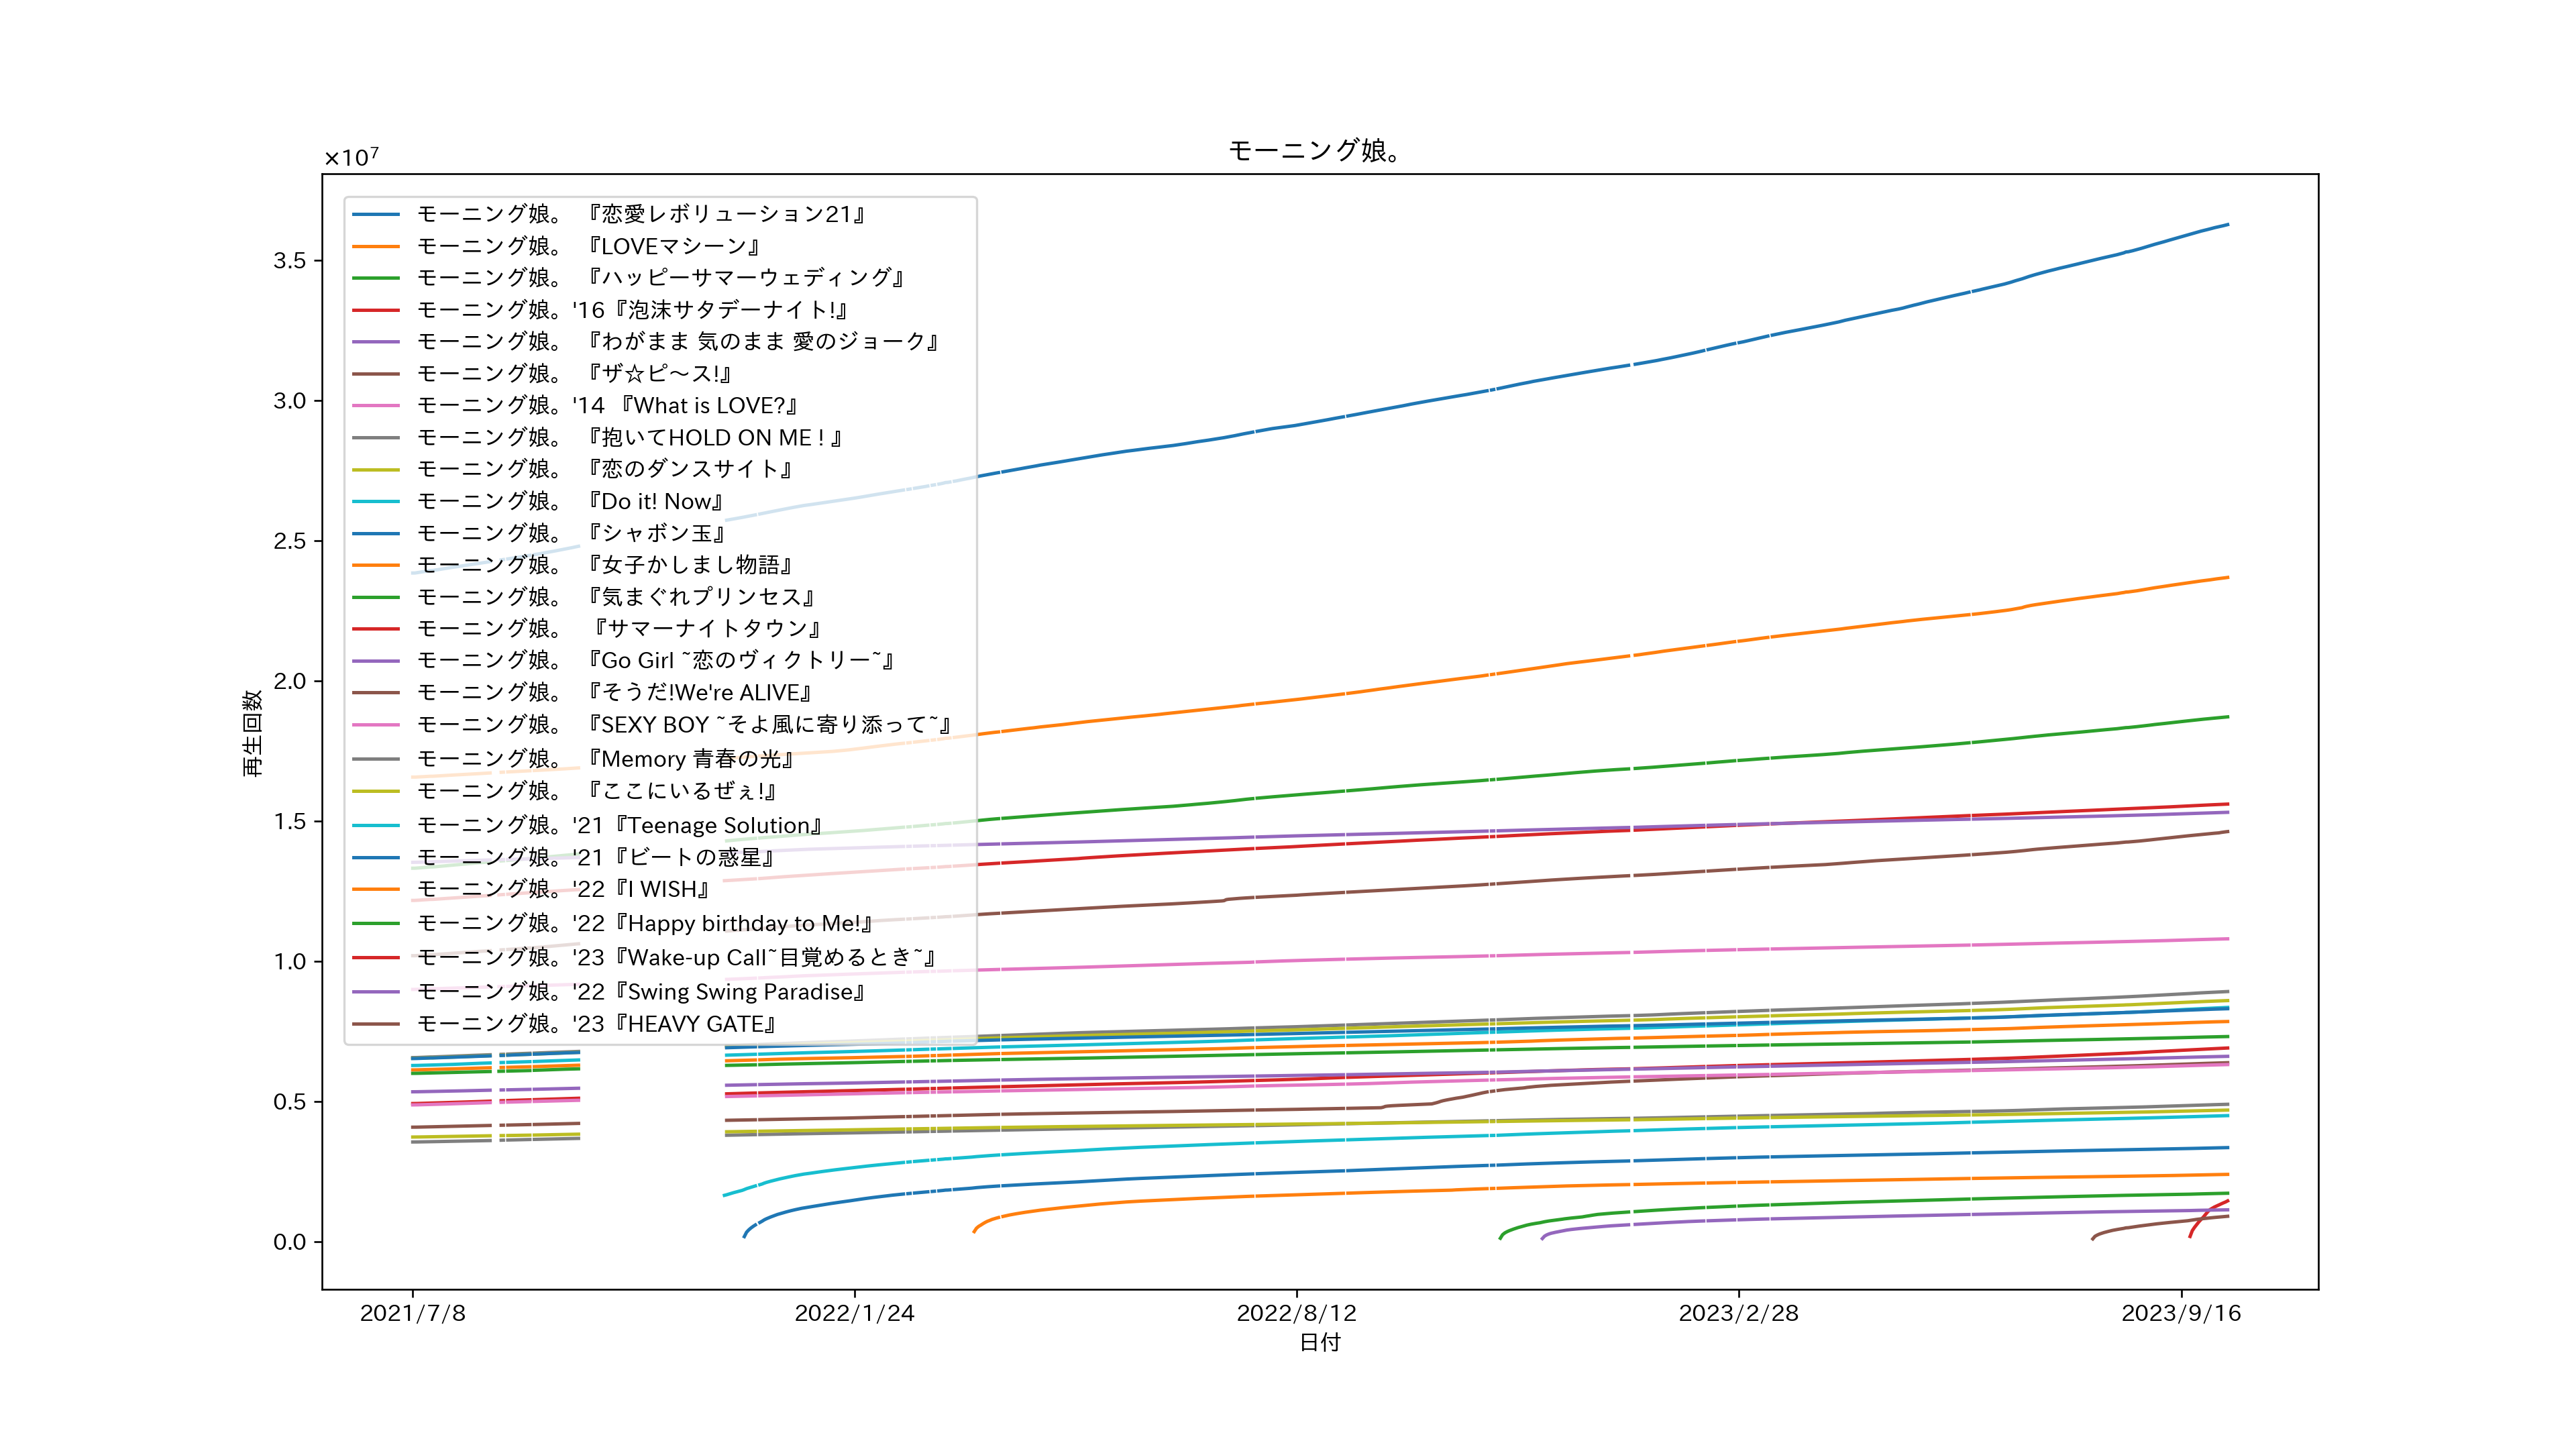 モーニング娘。
×10⁷
モーニング娘。 『恋愛レボリューション21』
モーニング娘。 『LOVEマシーン』
モーニング娘。 『ハッピーサマーウェディング』
モーニング娘。'16『泡沫サタデーナイト!』
モーニング娘。 『わがまま 気のまま 愛のジョーク』
モーニング娘。 『ザ☆ピ～ス!』
モーニング娘。'14 『What is LOVE?』
モーニング娘。 『抱いてHOLD ON ME ! 』
モーニング娘。 『恋のダンスサイト』
モーニング娘。 『Do it! Now』
モーニング娘。 『シャボン玉』
モーニング娘。 『女子かしまし物語』
モーニング娘。 『気まぐれプリンセス』
モーニング娘。　『サマーナイトタウン』
モーニング娘。 『Go Girl ~恋のヴィクトリー~』
モーニング娘。 『そうだ!We're ALIVE』
モーニング娘。 『SEXY BOY ~そよ風に寄り添って~』
モーニング娘。 『Memory 青春の光』
モーニング娘。 『ここにいるぜぇ!』
モーニング娘。'21『Teenage Solution』
モーニング娘。'21『ビートの惑星』
モーニング娘。'22『I WISH』
モーニング娘。'22『Happy birthday to Me!』
モーニング娘。'23『Wake-up Call~目覚めるとき~』
モーニング娘。'22『Swing Swing Paradise』
モーニング娘。'23『HEAVY GATE』
3.5
3.0
2.5
2.0
1.5
1.0
0.5
0.0
再生回数
2021/7/8
2022/1/24
2022/8/12
2023/2/28
2023/9/16
日付